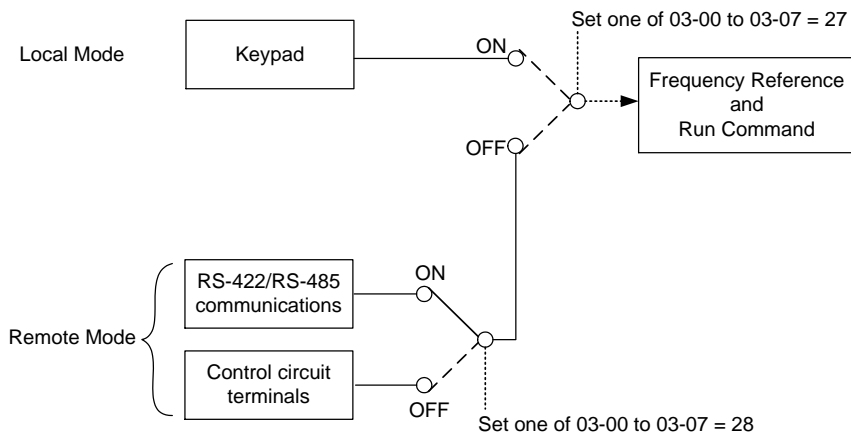 Set one of 03-00 to 03-07 = 27
Local Mode
Keypad
ON
Frequency Reference
and
Run Command
OFF
RS-422/RS-485
communications
ON
Remote Mode
Control circuit
terminals
OFF
Set one of 03-00 to 03-07 = 28